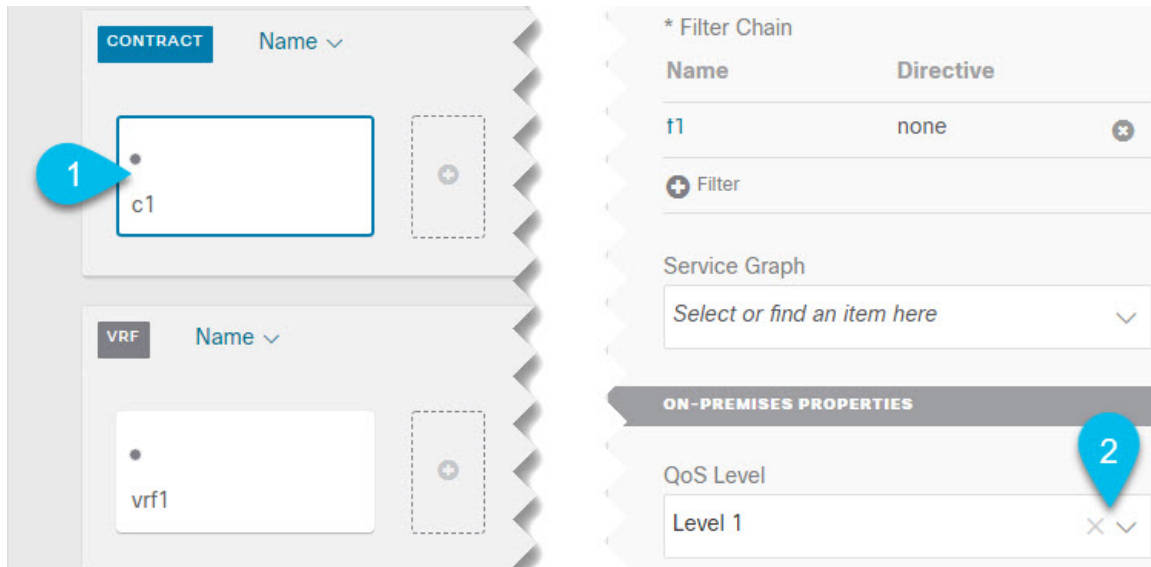 CONTRACT Name
1
c1
VRF Name
vrf1
* Filter Chain
Name Directive
f1 none
Filter
Service Graph
Select or find an item here
ON-PREMISES PROPERTIES
2
QoS Level
Level 1